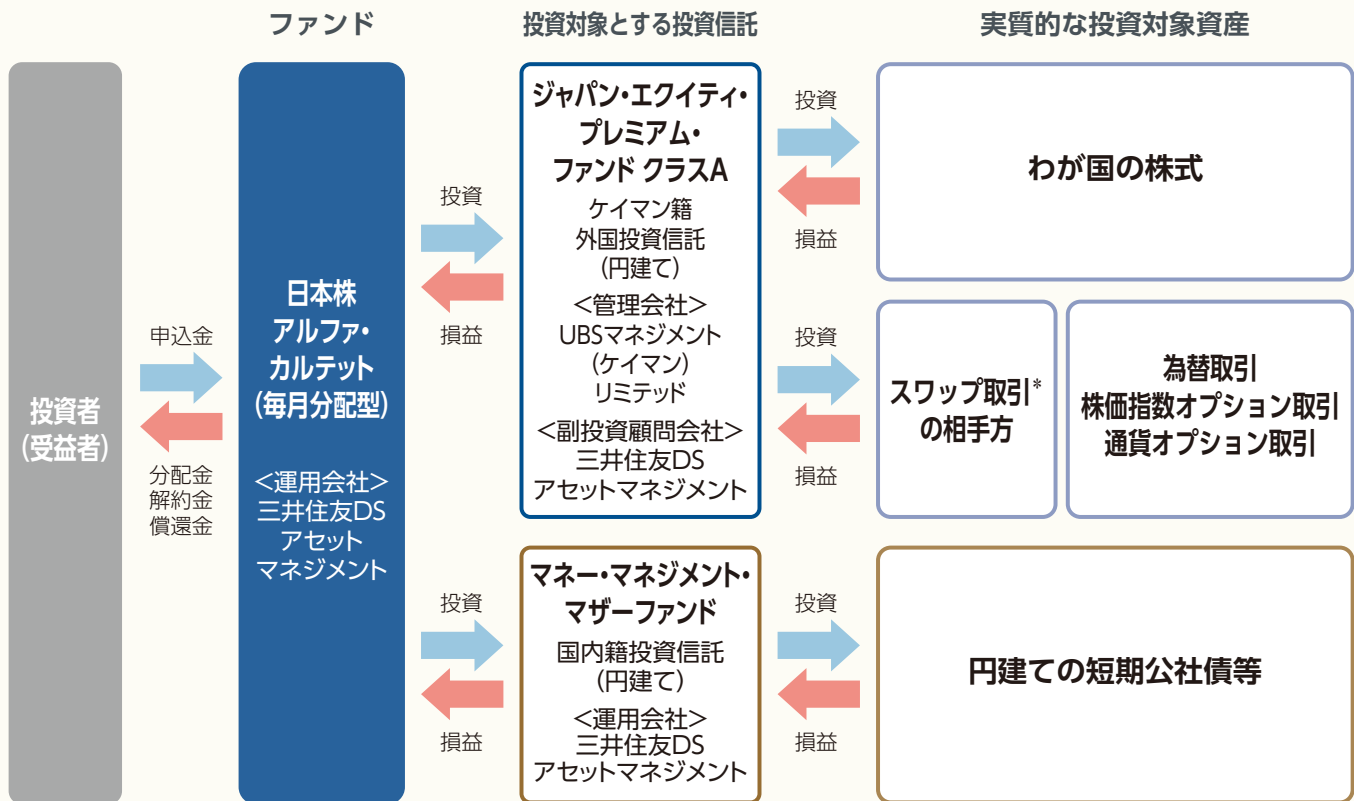 ファンド
投資対象とする投資信託
実質的な投資対象資産
投資者
(受益者)
申込金
分配金
解約金
償還金
日本株
アルファ・
カルテット
(毎月分配型)
<運用会社>
三井住友DS
アセット
マネジメント
投資
損益
ジャパン・エクイティ・
プレミアム・
ファンド クラスA
ケイマン籍
外国投資信託
(円建て)
<管理会社>
UBSマネジメント
(ケイマン)
リミテッド
<副投資顧問会社>
三井住友DS
アセットマネジメント
投資
損益
わが国の株式
投資
損益
スワップ取引*
の相手方
為替取引
株価指数オプション取引
通貨オプション取引
投資
損益
マネー・マネジメント・
マザーファンド
国内籍投資信託
(円建て)
<運用会社>
三井住友DS
アセットマネジメント
投資
損益
円建ての短期公社債等